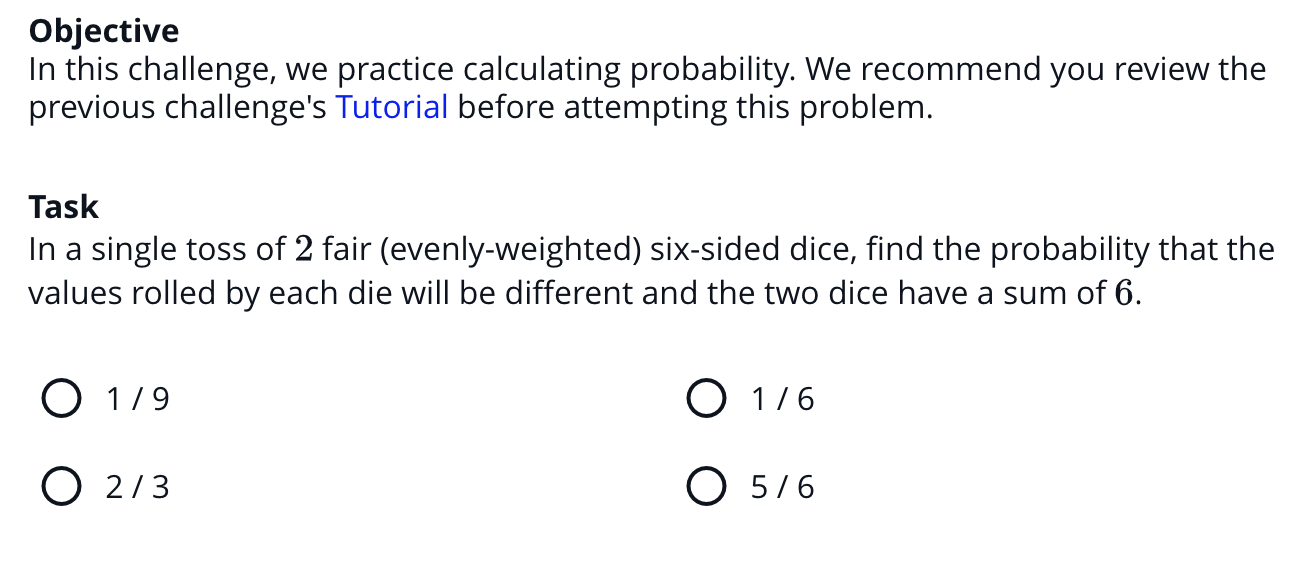 Objective
In this challenge, we practice calculating probability. We recommend you review the
previous challenge's Tutorial before attempting this problem.
Task
In a single toss of 2 fair (evenly-weighted) six-sided dice, find the probability that the
values rolled by each die will be different and the two dice have a sum of 6.
1 / 9
1 / 6
2 / 3
5 / 6